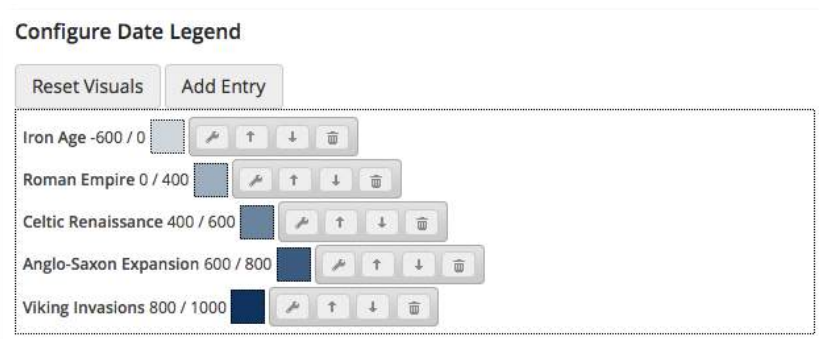 Configure Date Legend
Reset Visuals Add Entry
Iron Age -600 / 0
Roman Empire 0 / 400
Celtic Renaissance 400 / 600
Anglo-Saxon Expansion 600 / 800
Viking Invasions 800 / 1000